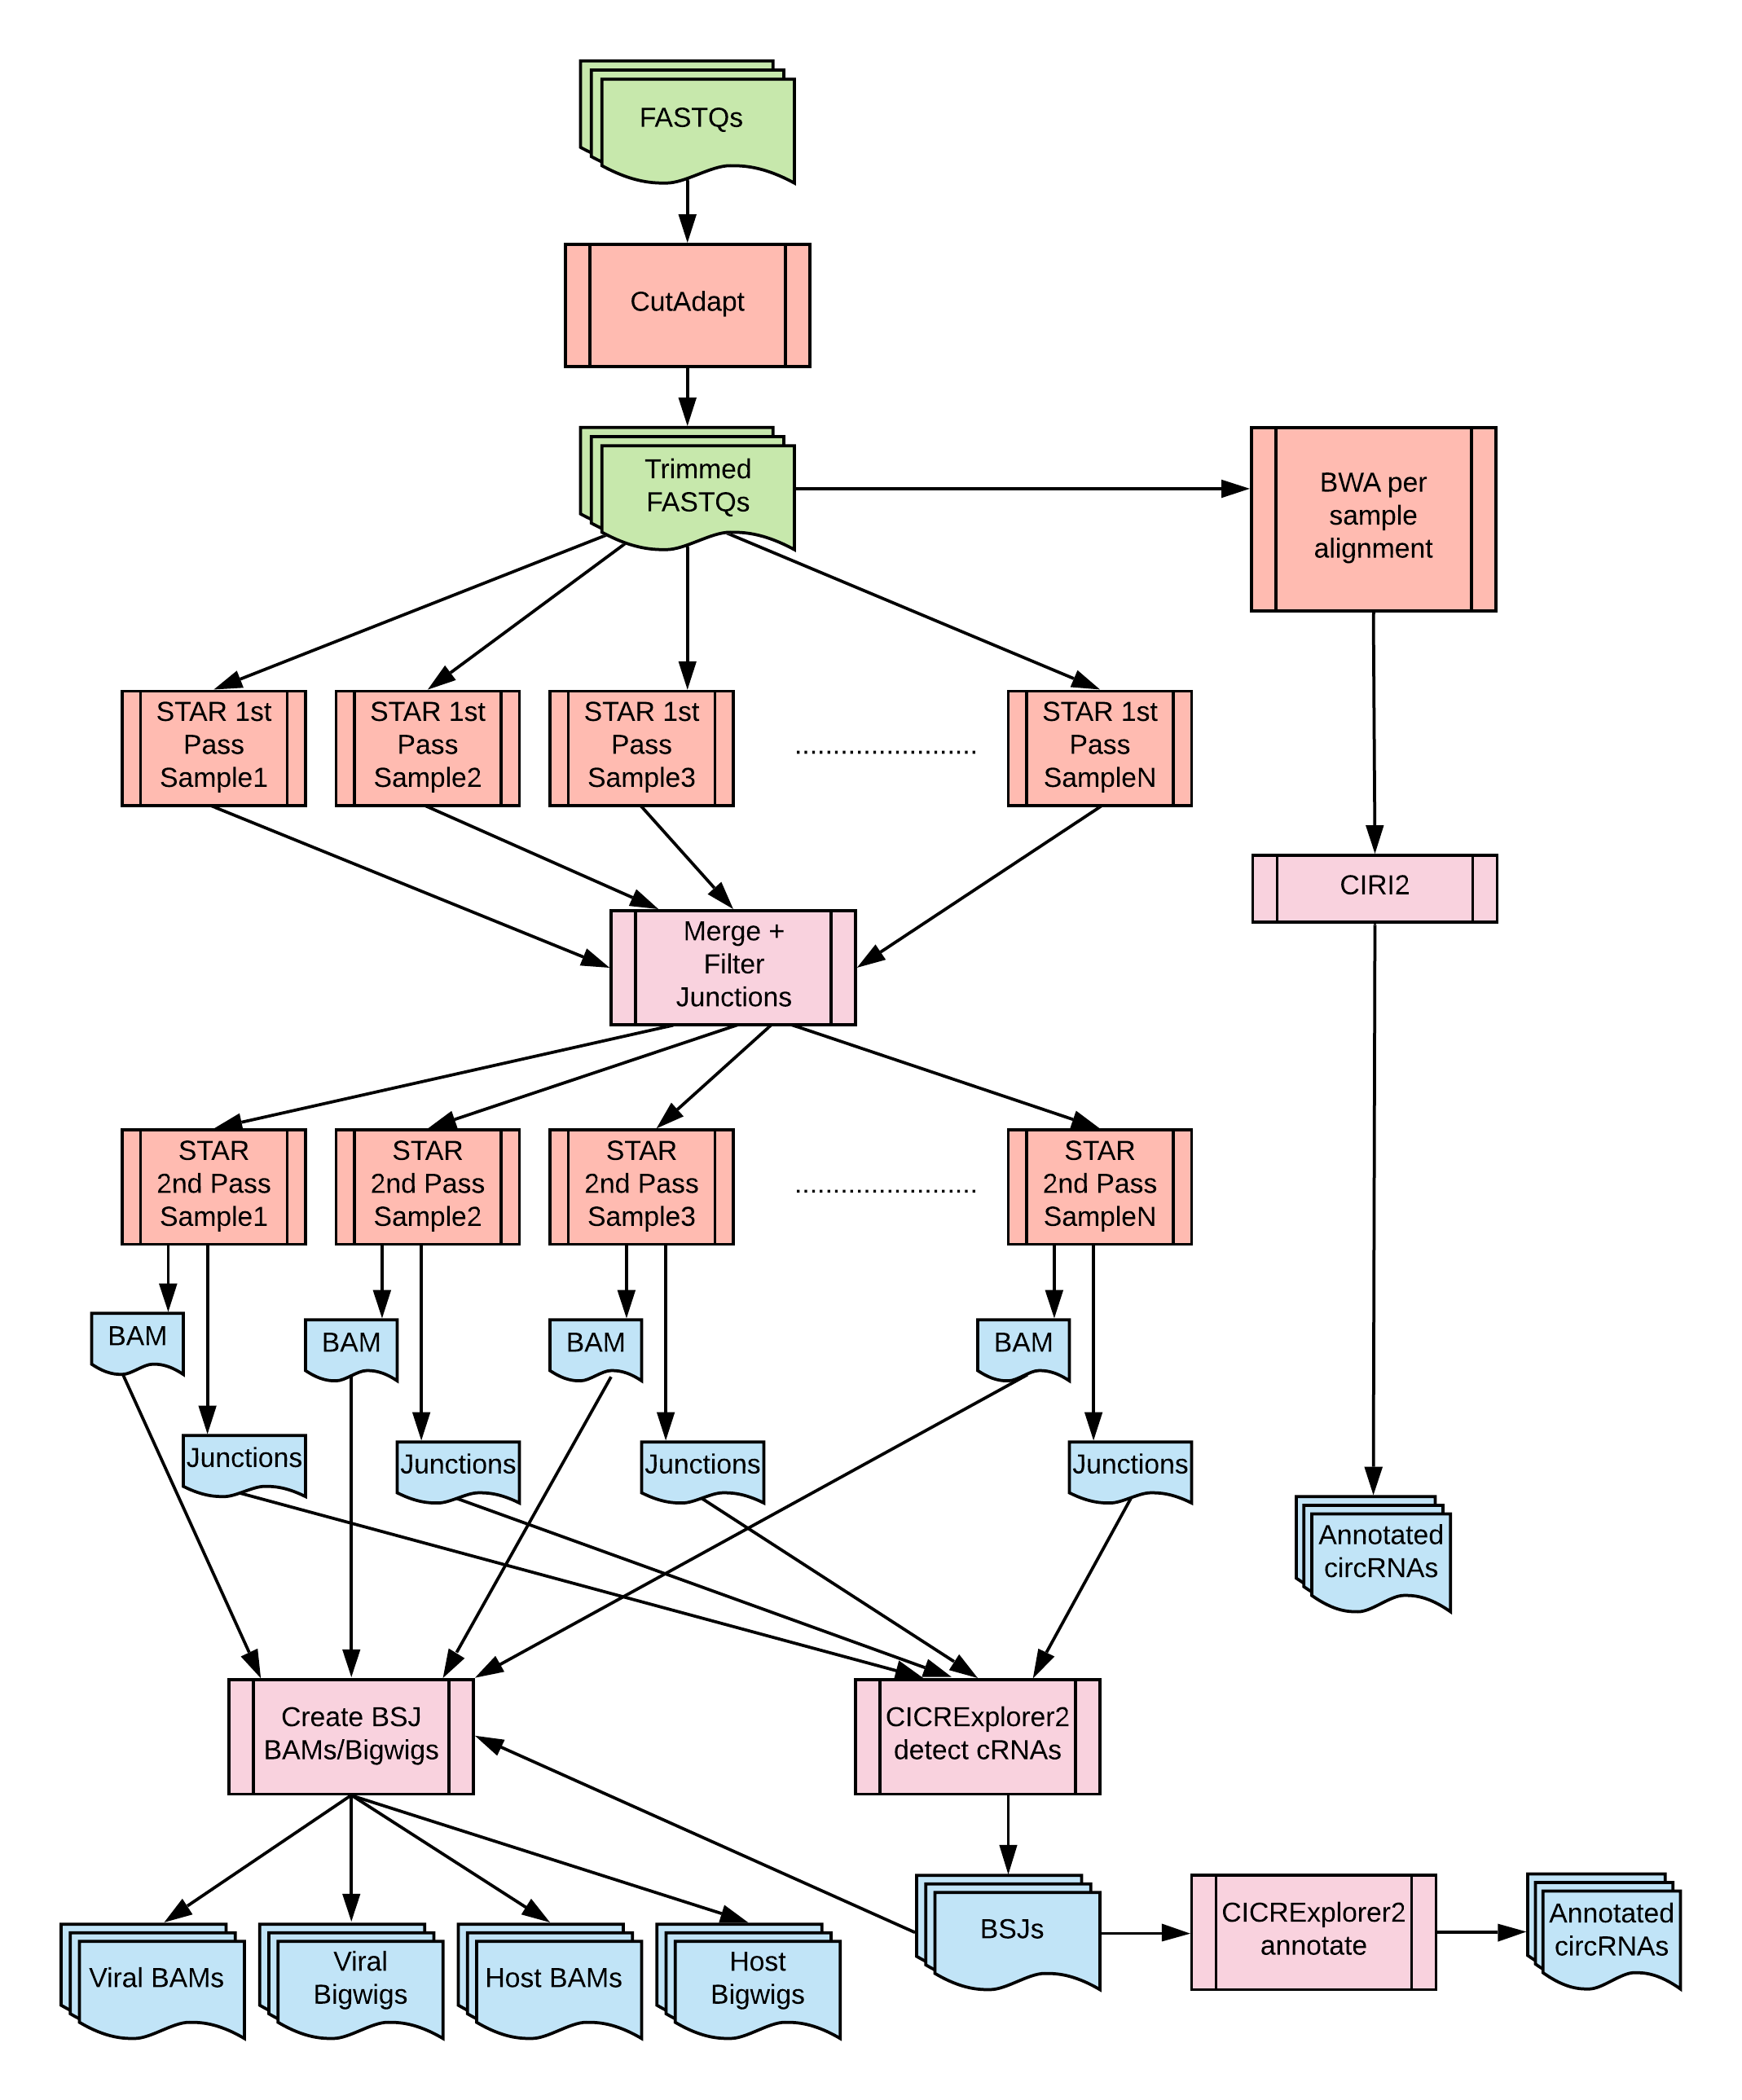 FASTQs
CutAdapt
Trimmed
FASTQs
BWA per
sample
alignment
STAR 1st
Pass
Sample1
STAR 1st
Pass
Sample2
STAR 1st
Pass
Sample3
........................
STAR 1st
Pass
SampleN
CIRI2
Merge +
Filter
Junctions
STAR
2nd Pass
Sample1
STAR
2nd Pass
Sample2
STAR
2nd Pass
Sample3
........................
STAR
2nd Pass
SampleN
BAM
BAM
BAM
BAM
Junctions
Junctions
Junctions
Junctions
Annotated
circRNAs
Create BSJ
BAMs/Bigwigs
CICRExplorer2
detect cRNAs
BSJs
CICRExplorer2
annotate
Annotated
circRNAs
Viral BAMs
Viral
Bigwigs
Host BAMs
Host
Bigwigs